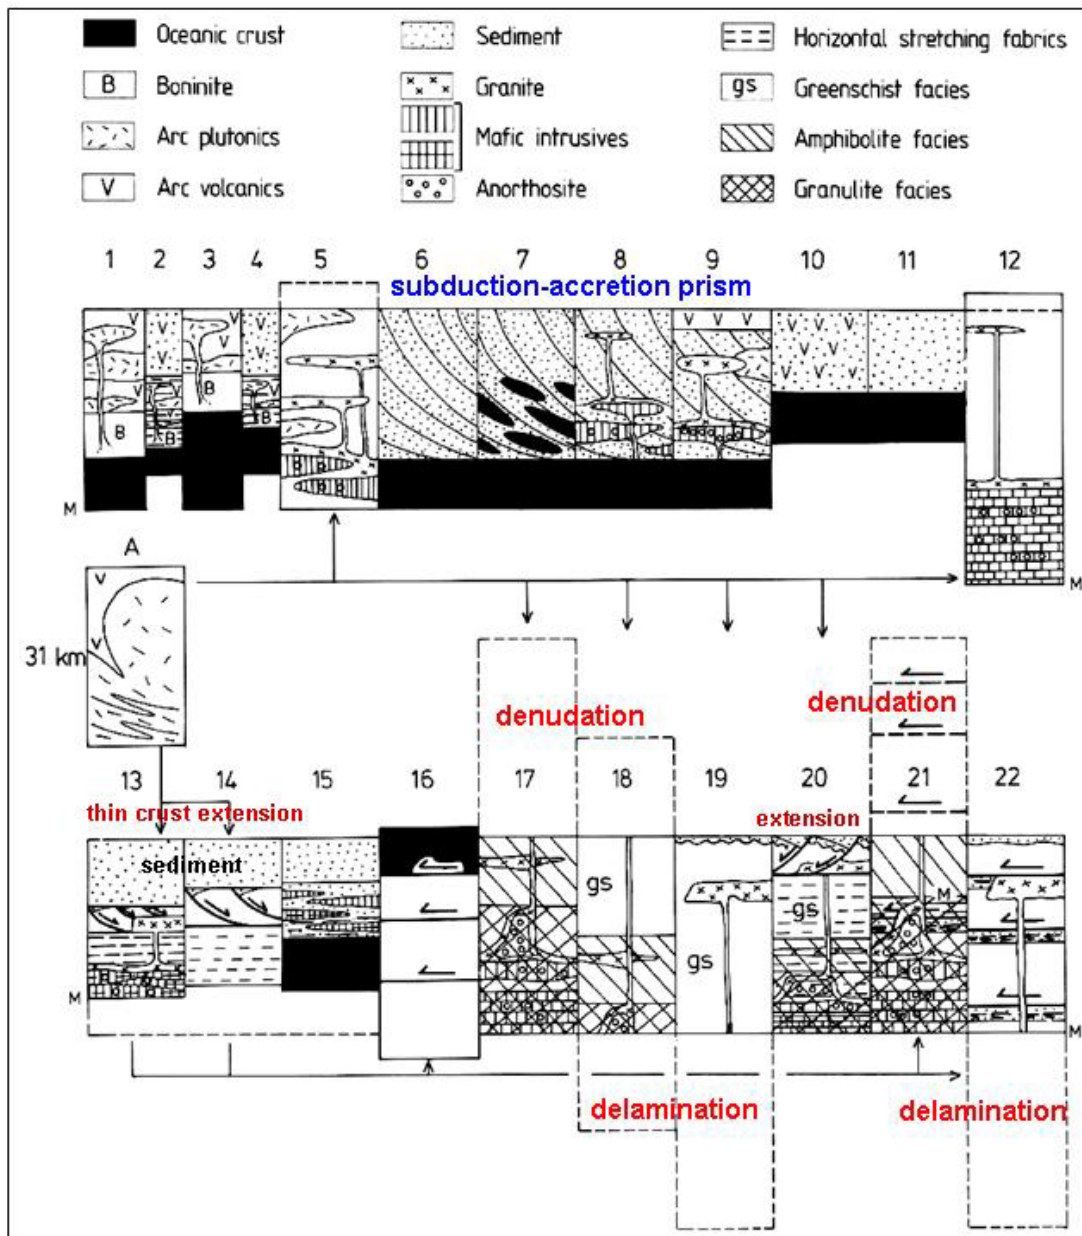 Oceanic crust
Sediment
Horizontal stretching fabrics
B Boninite
Granite
gs Greenschist facies
Arc plutonics
Mafic intrusives
Amphibolite facies
V Arc volcanics
Anorthosite
Granulite facies
1 2 3 4 5 6 7 8 9 10 11 12
subduction-accretion prism
V V V V V V V
V V V V V
B B B B
B
M
M
A
V
V
31 km
denudation
denudation
13 14 15 16 17 18 19 20 21 22
thin crust extension
extension
sediment
gs
gs
gs
M
M
M
delamination
delamination